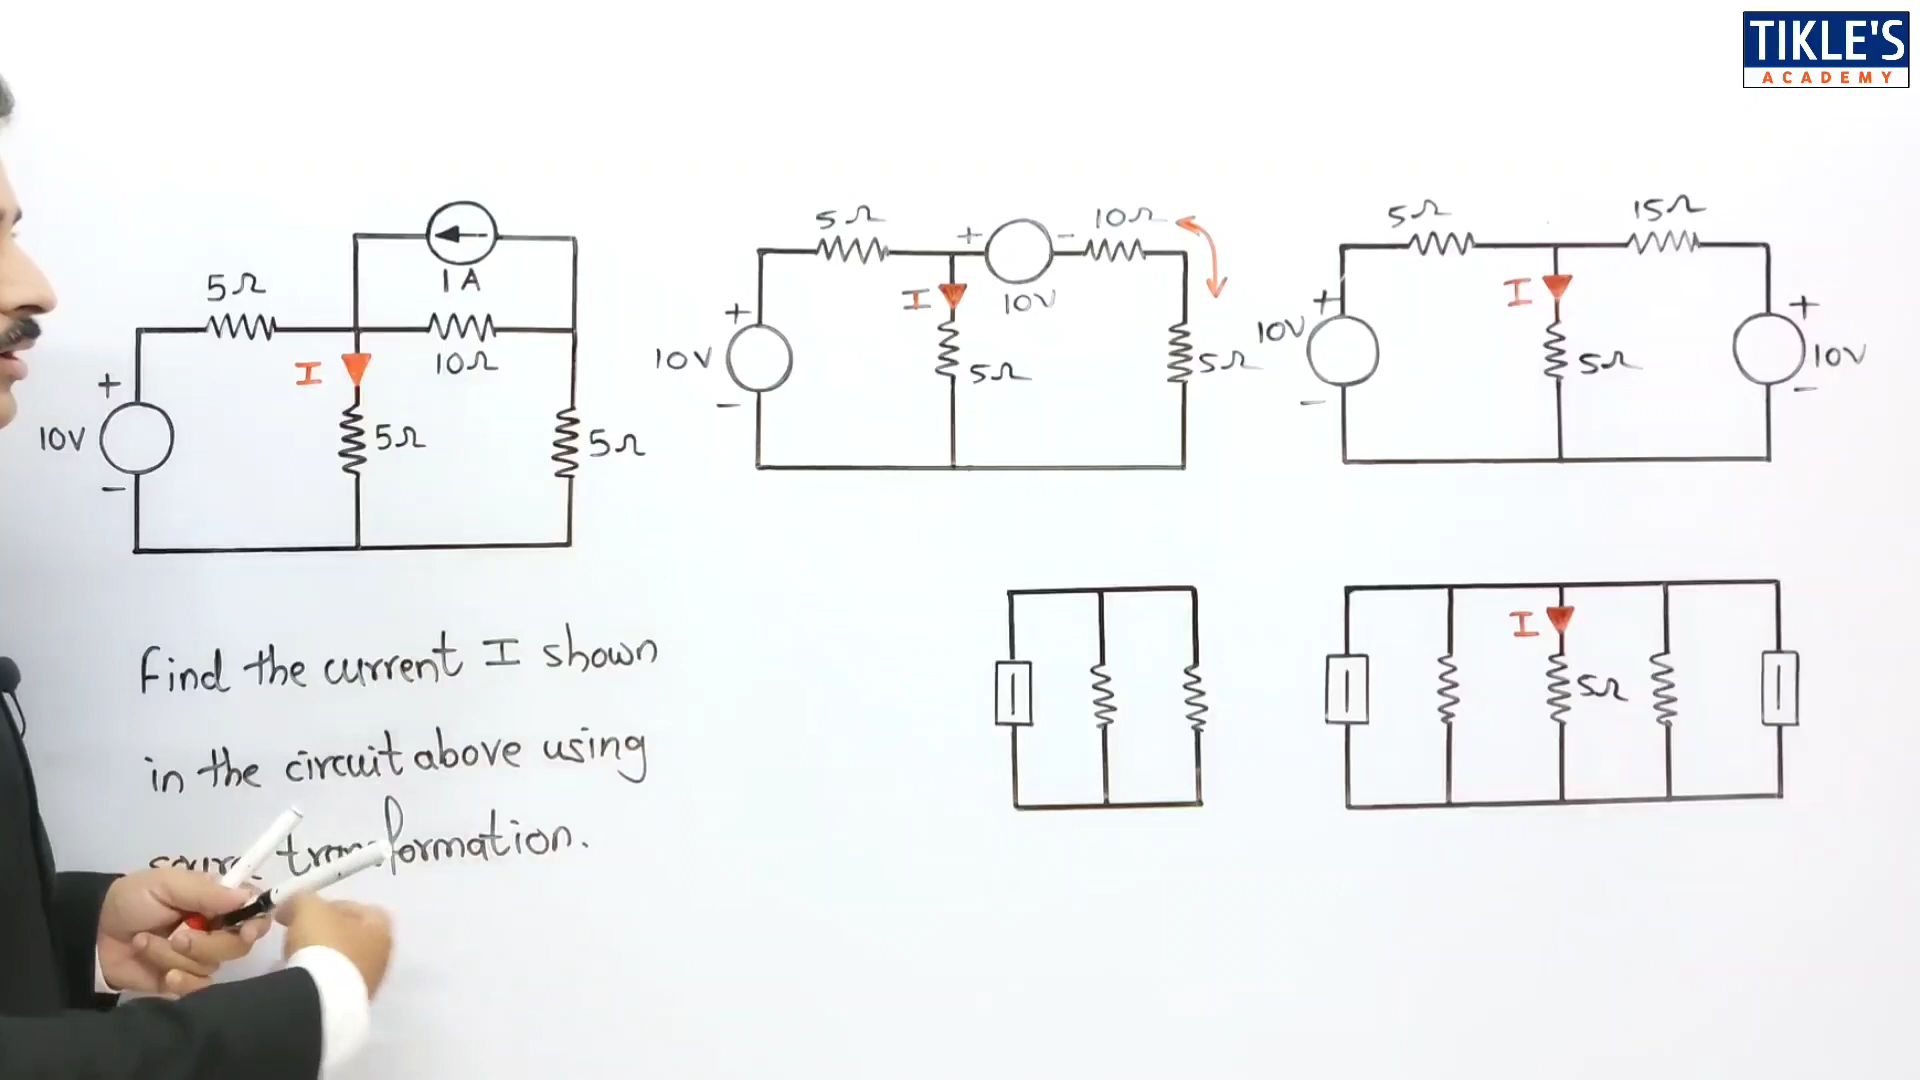 TIKLE'S
ACADEMY
5Ω
1A
10Ω
I
+
10V
-
5Ω
5Ω
5Ω
+
-
10Ω
10V
I
+
10V
-
5Ω
5Ω
5Ω
15Ω
I
+
10V
-
5Ω
+
10V
-
I
5Ω
Find the current I shown
in the circuit above using
transformation.